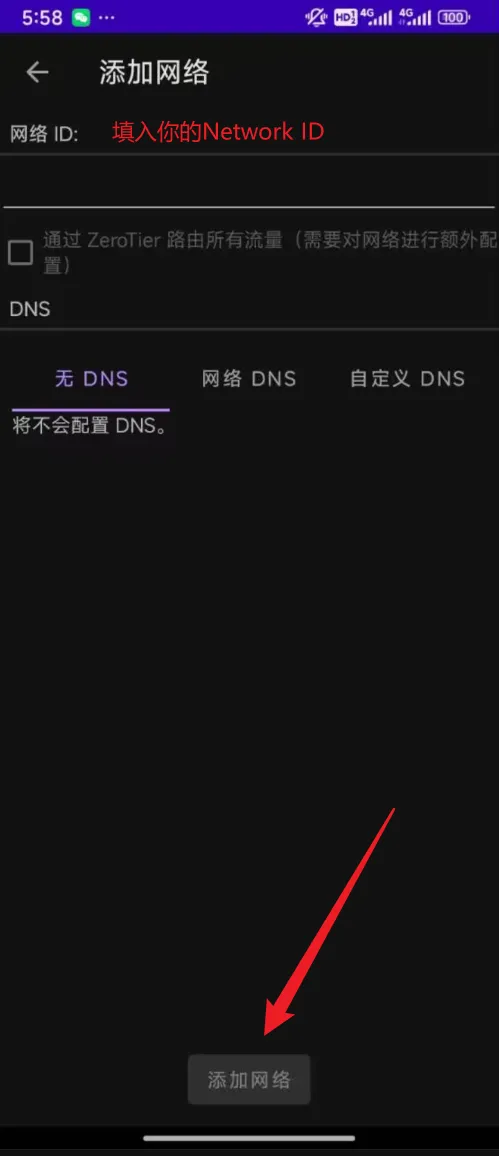 5:58 ... HD 1 2 4G 4G 100
添加网络
网络 ID: 填入你的Network ID
通过 ZeroTier 路由所有流量（需要对网络进行额外配
置）
DNS
无 DNS 网络 DNS 自定义 DNS
将不会配置 DNS。
添加网络